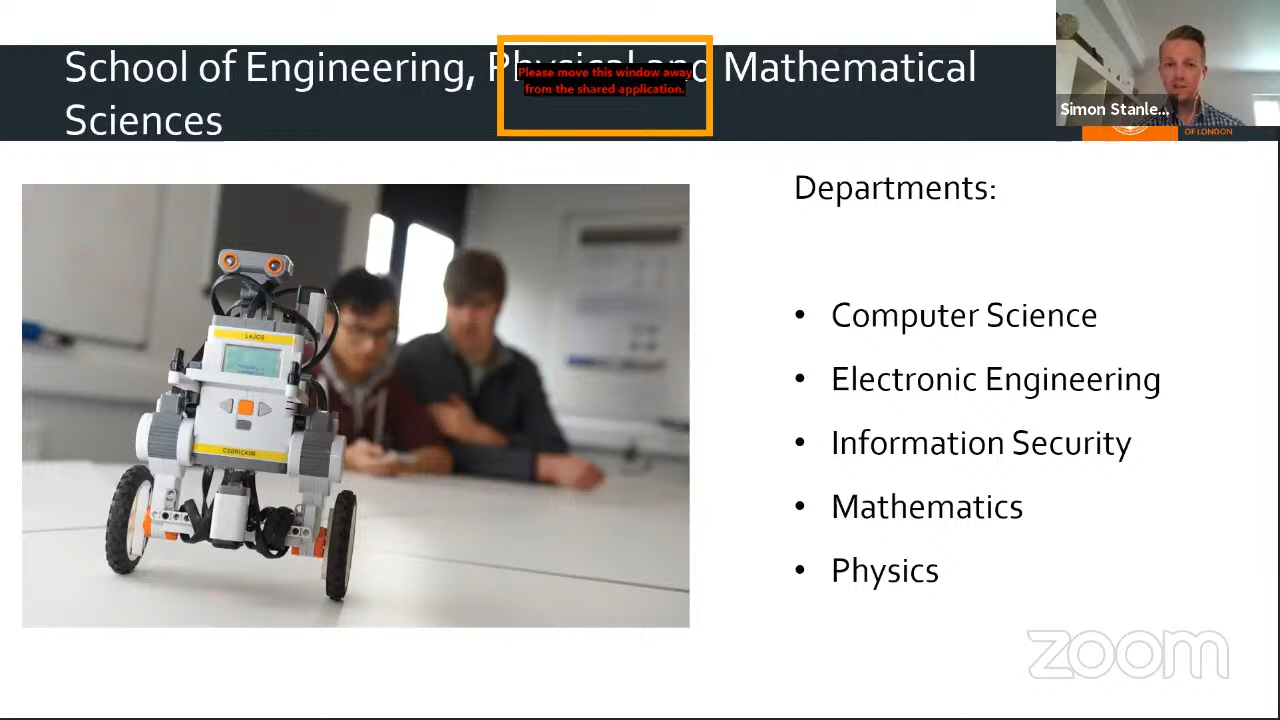 School of Engineering, Physical and Mathematical
Sciences
Please move this window away
from the shared application.
Simon Stanle...
OF LONDON
Departments:
• Computer Science
• Electronic Engineering
• Information Security
• Mathematics
• Physics
LeJOS
zoom